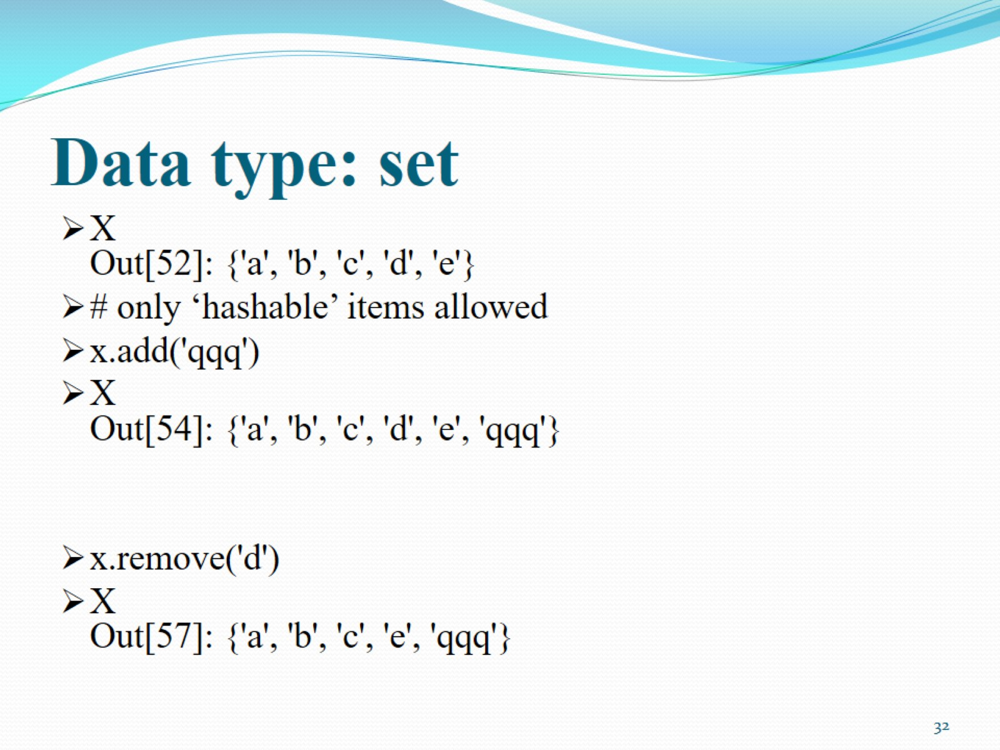 Data type: set
➢X
Out[52]: {'a', 'b', 'c', 'd', 'e'}
➢# only ‘hashable’ items allowed
➢x.add('qqq')
➢X
Out[54]: {'a', 'b', 'c', 'd', 'e', 'qqq'}
➢x.remove('d')
➢X
Out[57]: {'a', 'b', 'c', 'e', 'qqq'}
32